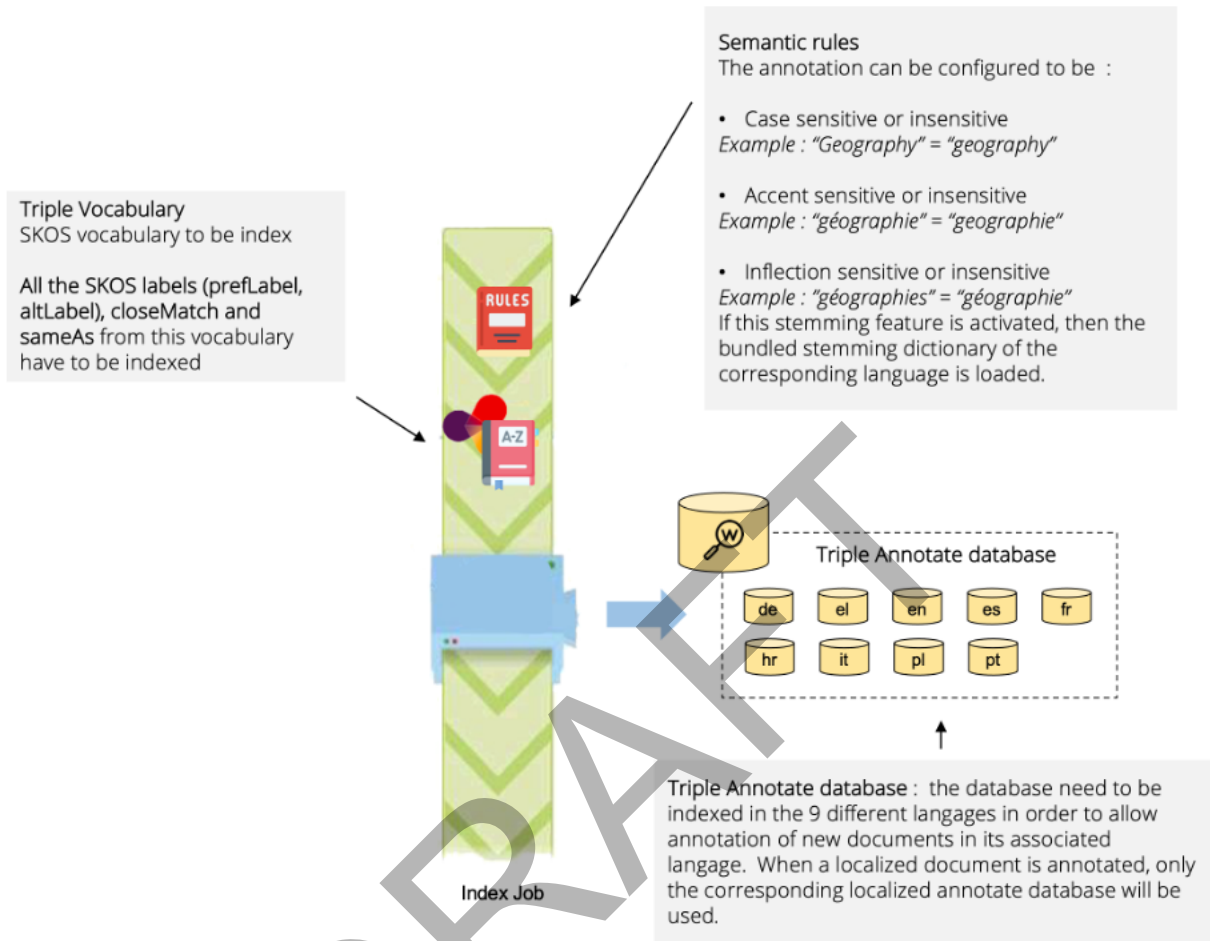 Semantic rules
The annotation can be configured to be :
• Case sensitive or insensitive
Example : “Geography” = “geography”
• Accent sensitive or insensitive
Example : “géographie” = “geographie”
• Inflection sensitive or insensitive
Example : “géographies” = “géographie”
If this stemming feature is activated, then the
bundled stemming dictionary of the
corresponding language is loaded.
Triple Vocabulary
SKOS vocabulary to be index
All the SKOS labels (prefLabel,
altLabel), closeMatch and
sameAs from this vocabulary
have to be indexed
RULES
A-Z
W
Triple Annotate database
de el en es fr
hr it pl pt
Triple Annotate database : the database need to be
indexed in the 9 different langages in order to allow
annotation of new documents in its associated
langage. When a localized document is annotated, only
the corresponding localized annotate database will be
used.
Index Job
DRAFT